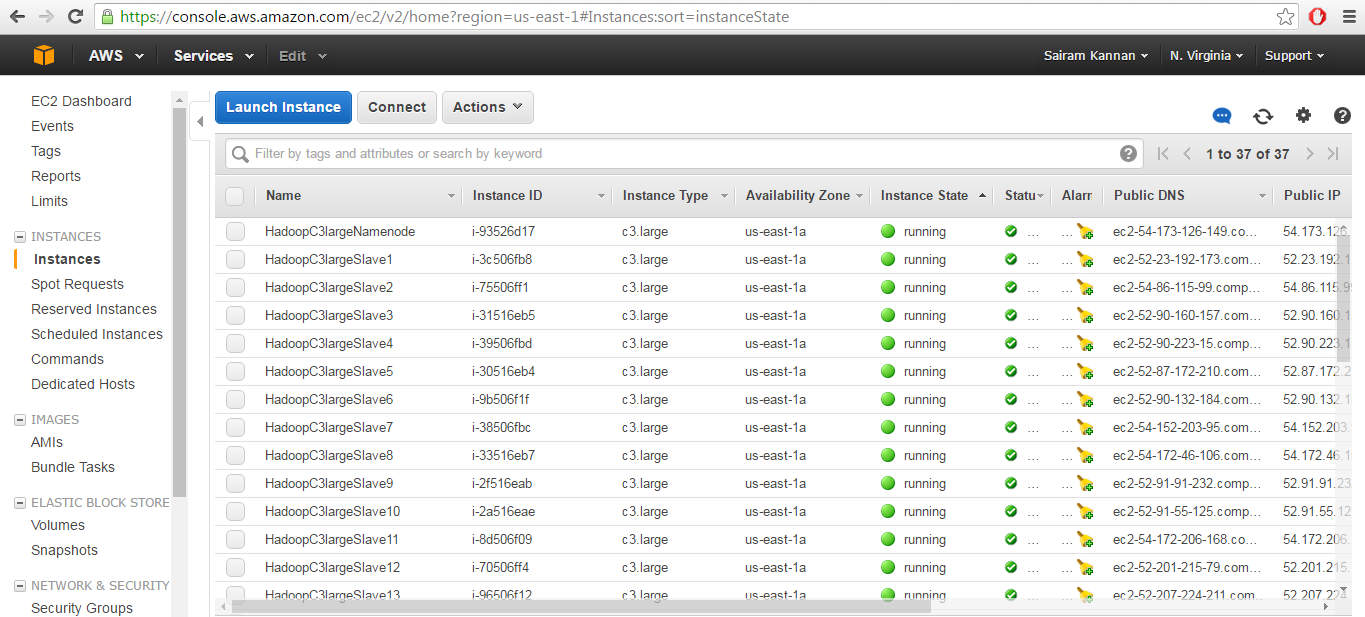 https://console.aws.amazon.com/ec2/v2/home?region=us-east-1#Instances:sort=instanceState
AWS Services Edit Sairam Kannan N. Virginia Support
EC2 Dashboard
Events
Tags
Reports
Limits
INSTANCES
Instances
Spot Requests
Reserved Instances
Scheduled Instances
Commands
Dedicated Hosts
IMAGES
AMIs
Bundle Tasks
ELASTIC BLOCK STORE
Volumes
Snapshots
NETWORK & SECURITY
Security Groups
Launch Instance Connect Actions
Filter by tags and attributes or search by keyword 1 to 37 of 37
Name Instance ID Instance Type Availability Zone Instance State Statu Alarr Public DNS Public IP
HadoopC3largeNamenode i-93526d17 c3.large us-east-1a running ... ... ec2-54-173-126-149.co... 54.173.126.
HadoopC3largeSlave1 i-3c506fb8 c3.large us-east-1a running ... ... ec2-52-23-192-173.com... 52.23.192.1
HadoopC3largeSlave2 i-75506ff1 c3.large us-east-1a running ... ... ec2-54-86-115-99.comp... 54.86.115.99
HadoopC3largeSlave3 i-31516eb5 c3.large us-east-1a running ... ... ec2-52-90-160-157.com... 52.90.160.1
HadoopC3largeSlave4 i-39506fbd c3.large us-east-1a running ... ... ec2-52-90-223-15.comp... 52.90.223.1
HadoopC3largeSlave5 i-30516eb4 c3.large us-east-1a running ... ... ec2-52-87-172-210.com... 52.87.172.2
HadoopC3largeSlave6 i-9b506f1f c3.large us-east-1a running ... ... ec2-52-90-132-184.com... 52.90.132.1
HadoopC3largeSlave7 i-38506fbc c3.large us-east-1a running ... ... ec2-54-152-203-95.com... 54.152.203.
HadoopC3largeSlave8 i-33516eb7 c3.large us-east-1a running ... ... ec2-54-172-46-106.com... 54.172.46.1
HadoopC3largeSlave9 i-2f516eab c3.large us-east-1a running ... ... ec2-52-91-91-232.comp... 52.91.91.23
HadoopC3largeSlave10 i-2a516eae c3.large us-east-1a running ... ... ec2-52-91-55-125.comp... 52.91.55.12
HadoopC3largeSlave11 i-8d506f09 c3.large us-east-1a running ... ... ec2-54-172-206-168.co... 54.172.206.
HadoopC3largeSlave12 i-70506ff4 c3.large us-east-1a running ... ... ec2-52-201-215-79.com... 52.201.215.
HadoopC3largeSlave13 i-96506f12 c3.large us-east-1a running ... ... ec2-52-207-224-211.com... 52.207.224